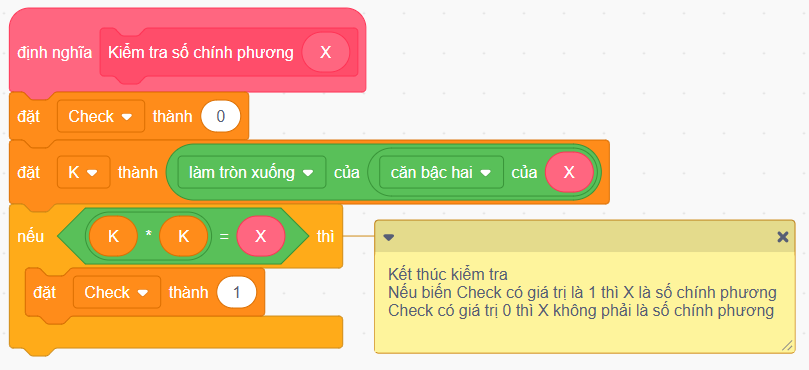 định nghĩa Kiểm tra số chính phương X
đặt Check thành 0
đặt K thành làm tròn xuống của căn bậc hai của X
nếu K * K = X thì
đặt Check thành 1
Kết thúc kiểm tra
Nếu biến Check có giá trị là 1 thì X là số chính phương
Check có giá trị 0 thì X không phải là số chính phương